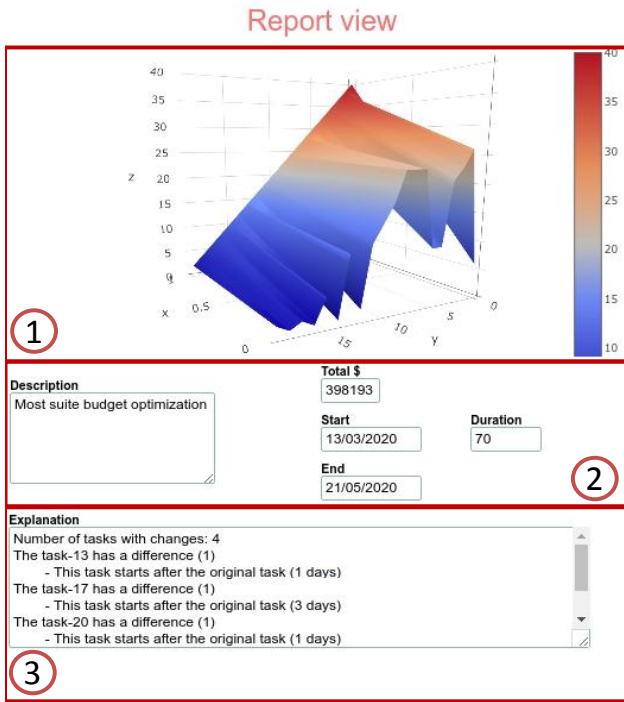 Report view
40
35
30
25
20
15
10
5
0
1
z
x
0.5
0
15
10
5
0
y
40
35
30
25
20
15
10
1
Description
Most suite budget optimization
Total $
398193
Start
13/03/2020
Duration
70
End
21/05/2020
2
Explanation
Number of tasks with changes: 4
The task-13 has a difference (1)
- This task starts after the original task (1 days)
The task-17 has a difference (1)
- This task starts after the original task (3 days)
The task-20 has a difference (1)
- This task starts after the original task (1 days)
3